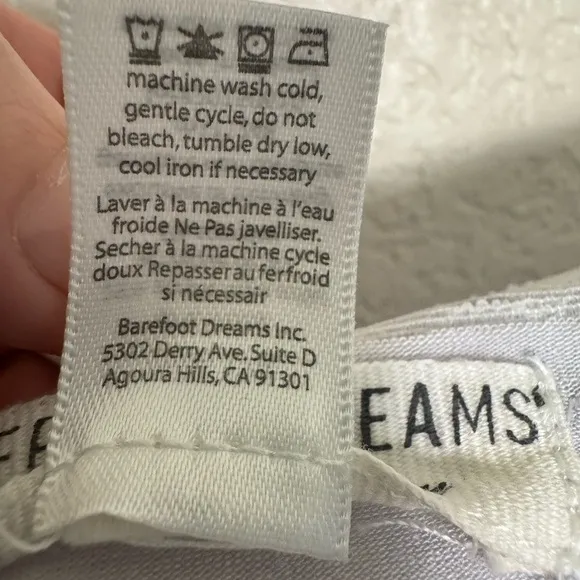 machine wash cold,
gentle cycle, do not
bleach, tumble dry low,
cool iron if necessary
Laver à la machine à l'eau
froide Ne Pas javelliser.
Secher à la machine cycle
doux Repasser au fer froid
si nécessair
Barefoot Dreams Inc.
5302 Derry Ave. Suite D
Agoura Hills, CA 91301
EAMS